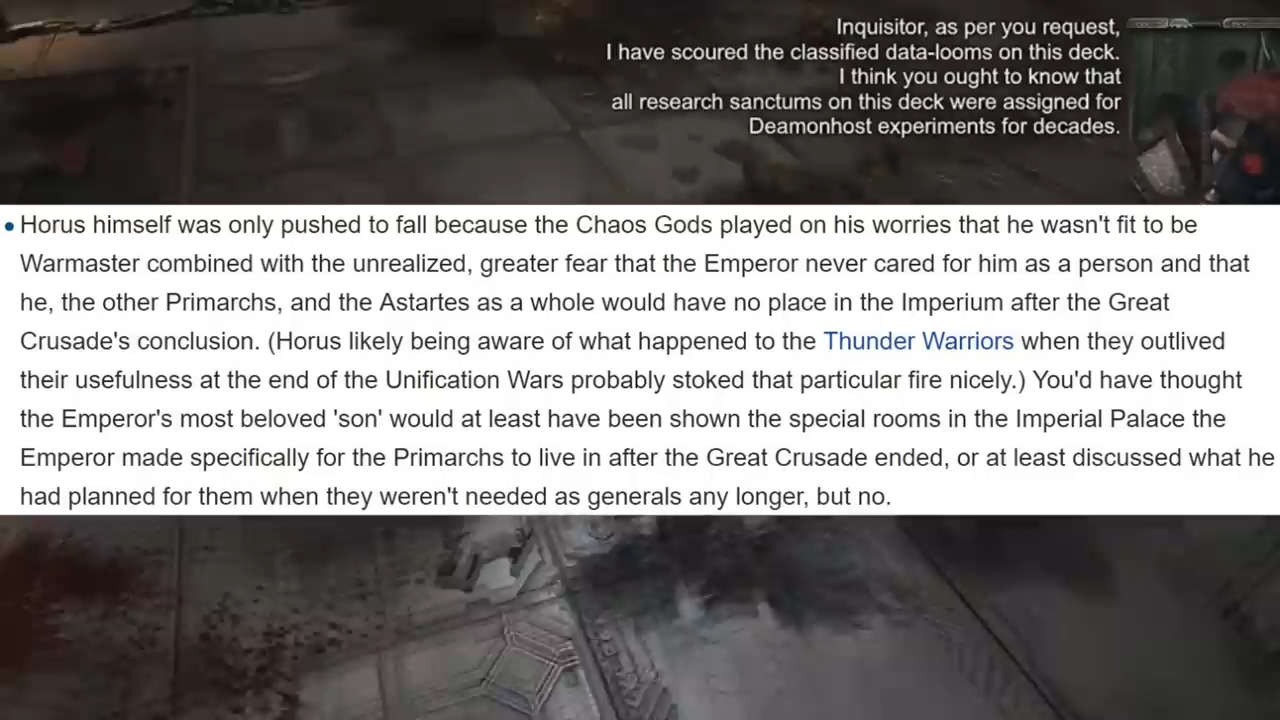 Inquisitor, as per you request,
I have scoured the classified data-looms on this deck.
I think you ought to know that
all research sanctums on this deck were assigned for
Deamonhost experiments for decades.
• Horus himself was only pushed to fall because the Chaos Gods played on his worries that he wasn't fit to be
Warmaster combined with the unrealized, greater fear that the Emperor never cared for him as a person and that
he, the other Primarchs, and the Astartes as a whole would have no place in the Imperium after the Great
Crusade's conclusion. (Horus likely being aware of what happened to the Thunder Warriors when they outlived
their usefulness at the end of the Unification Wars probably stoked that particular fire nicely.) You'd have thought
the Emperor's most beloved 'son' would at least have been shown the special rooms in the Imperial Palace the
Emperor made specifically for the Primarchs to live in after the Great Crusade ended, or at least discussed what he
had planned for them when they weren't needed as generals any longer, but no.